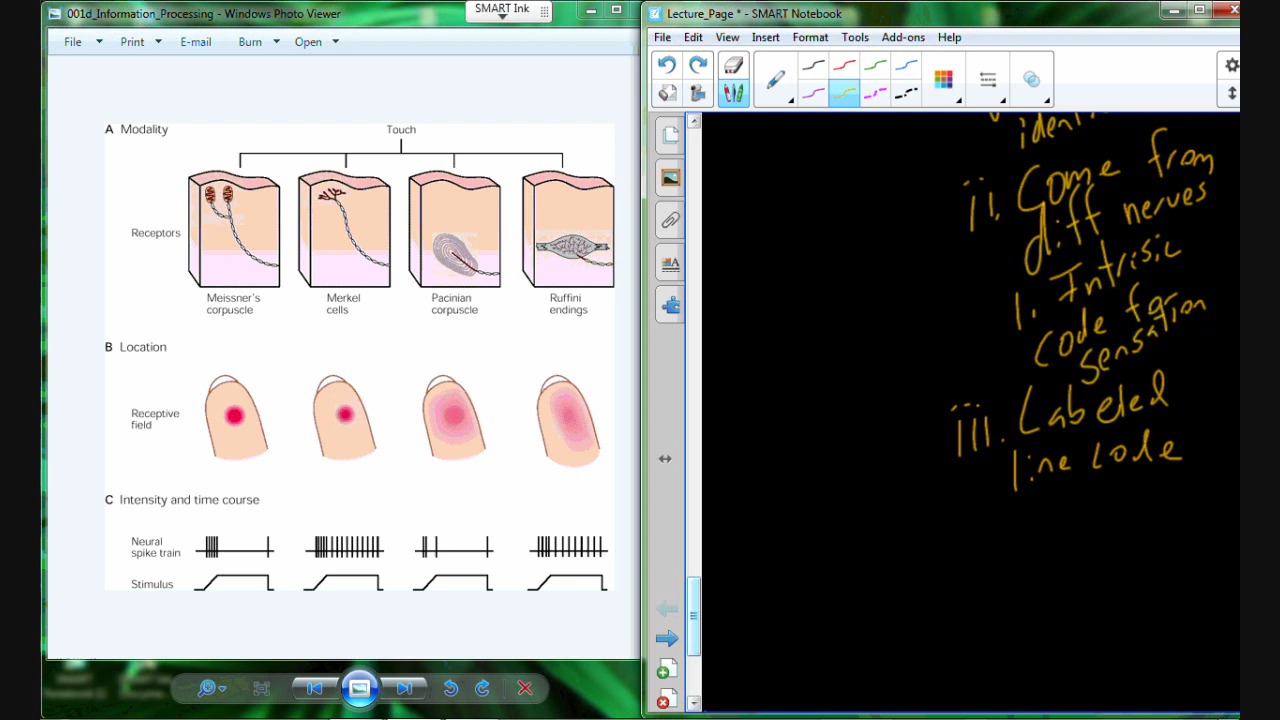 001d_Information_Processing - Windows Photo Viewer
SMART Ink
File Print E-mail Burn Open
A Modality
Touch
Receptors
Meissner's corpuscle
Merkel cells
Pacinian corpuscle
Ruffini endings
B Location
Receptive field
C Intensity and time course
Neural spike train
Stimulus
Lecture_Page * - SMART Notebook
File Edit View Insert Format Tools Add-ons Help
ii. Come from
diff nerves
1. Intrisic
code for
sensation
iii. Labeled
line code